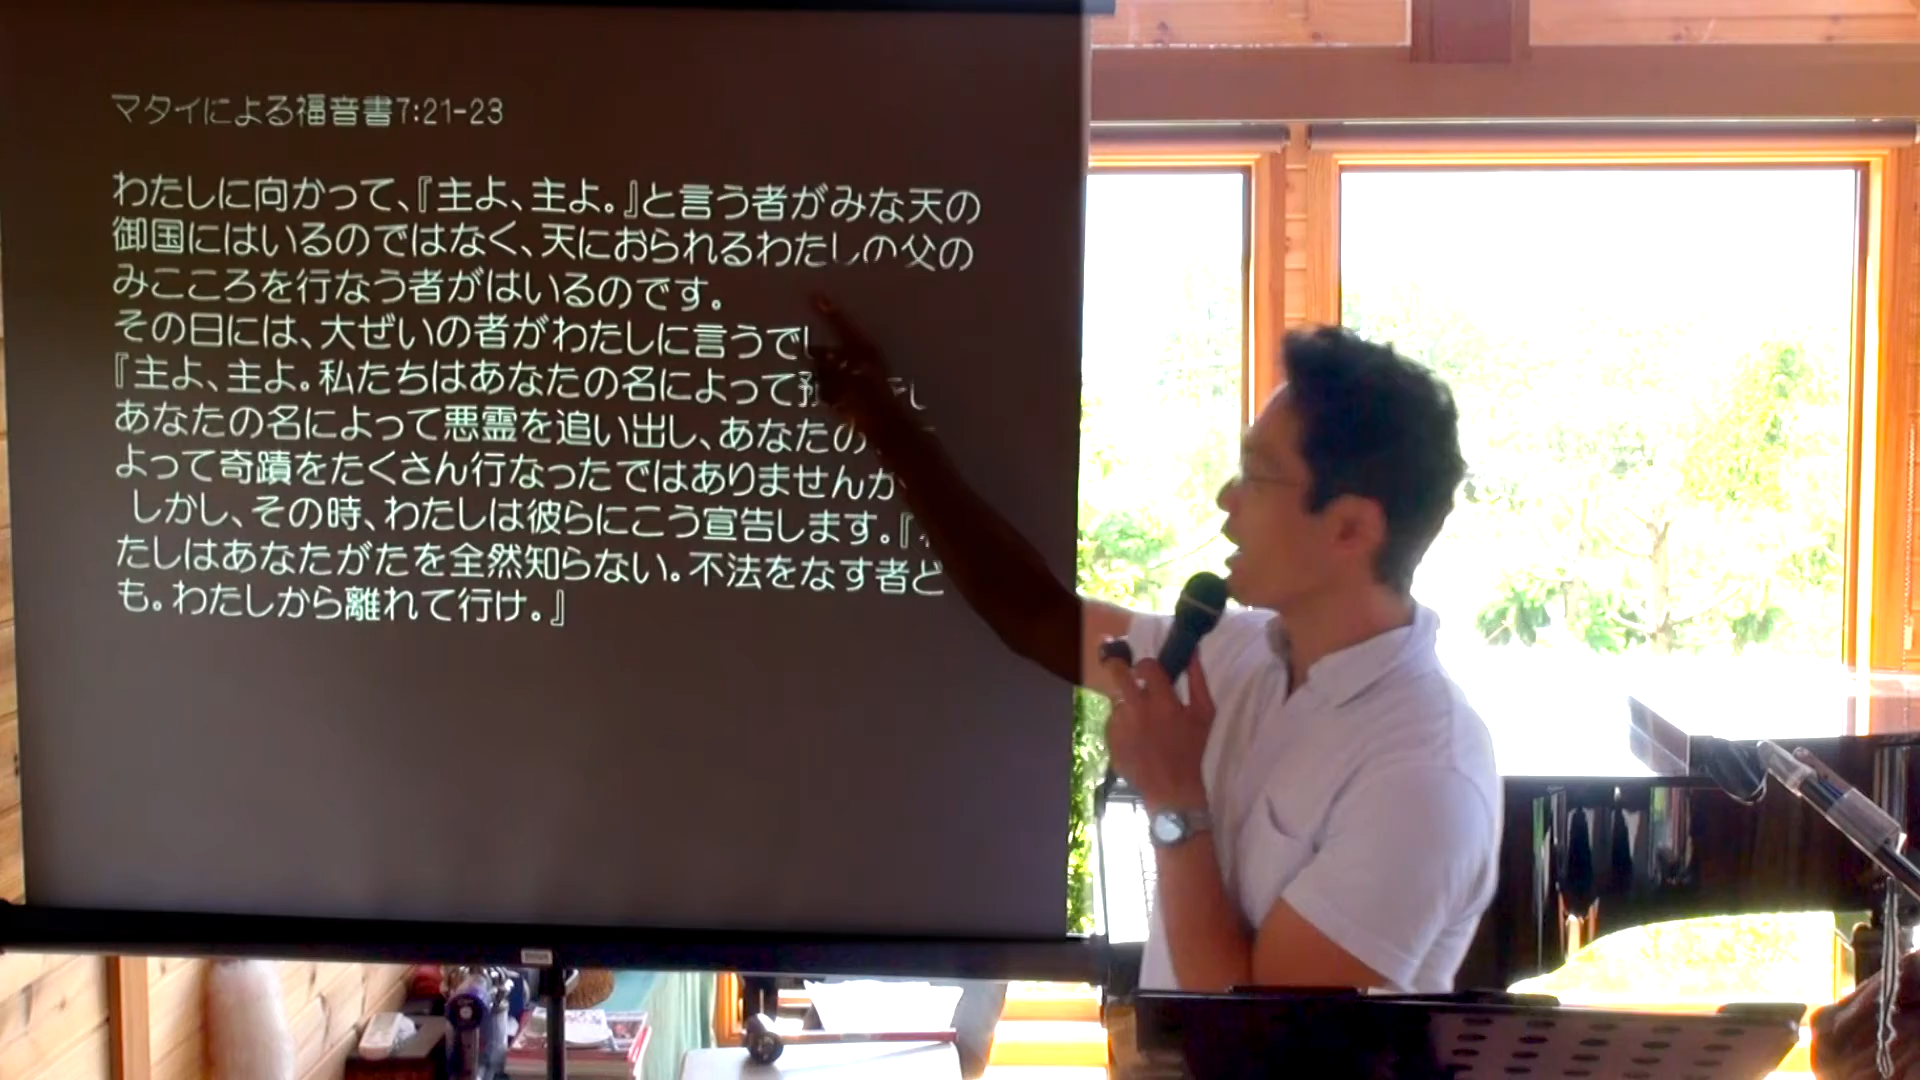 マタイによる福音書7:21-23
わたしに向かって、『主よ、主よ。』と言う者がみな天の
御国にはいるのではなく、天におられるわたしの父の
みこころを行なう者がはいるのです。
その日には、大ぜいの者がわたしに言うで
『主よ、主よ。私たちはあなたの名によって
あなたの名によって悪霊を追い出し、あなたの
よって奇蹟をたくさん行なったではありませんか
しかし、その時、わたしは彼らにこう宣告します。『
たしはあなたがたを全然知らない。不法をなす者ど
も。わたしから離れて行け。』